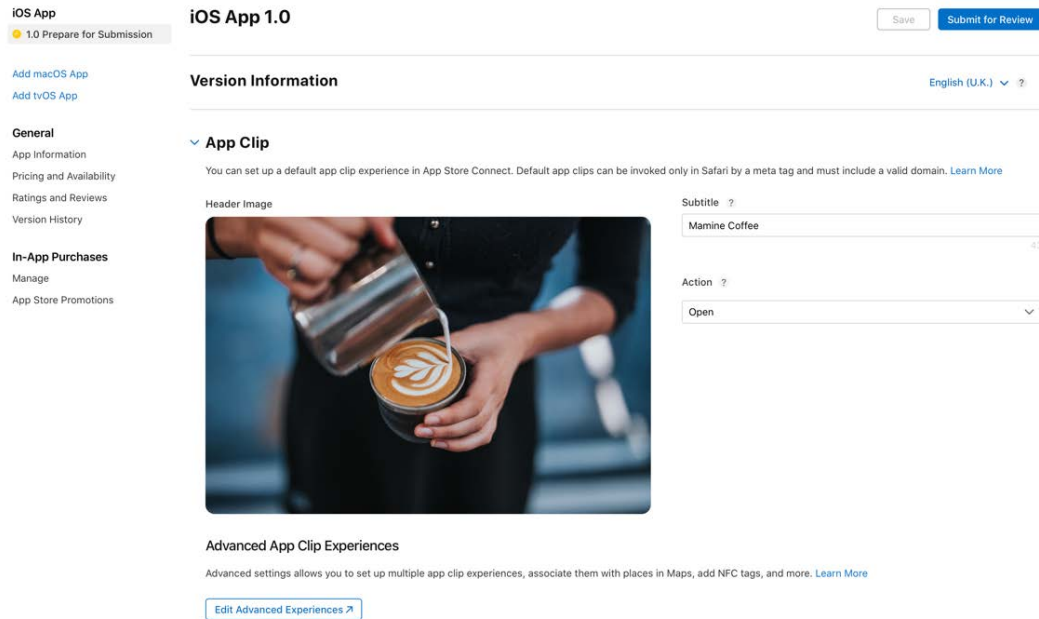 iOS App
1.0 Prepare for Submission
Add macOS App
Add tvOS App
General
App Information
Pricing and Availability
Ratings and Reviews
Version History
In-App Purchases
Manage
App Store Promotions
iOS App 1.0
Save
Submit for Review
Version Information
English (U.K.)
?
App Clip
You can set up a default app clip experience in App Store Connect. Default app clips can be invoked only in Safari by a meta tag and must include a valid domain. Learn More
Header Image
Subtitle ?
Mamine Coffee
Action ?
Open
Advanced App Clip Experiences
Advanced settings allows you to set up multiple app clip experiences, associate them with places in Maps, add NFC tags, and more. Learn More
Edit Advanced Experiences